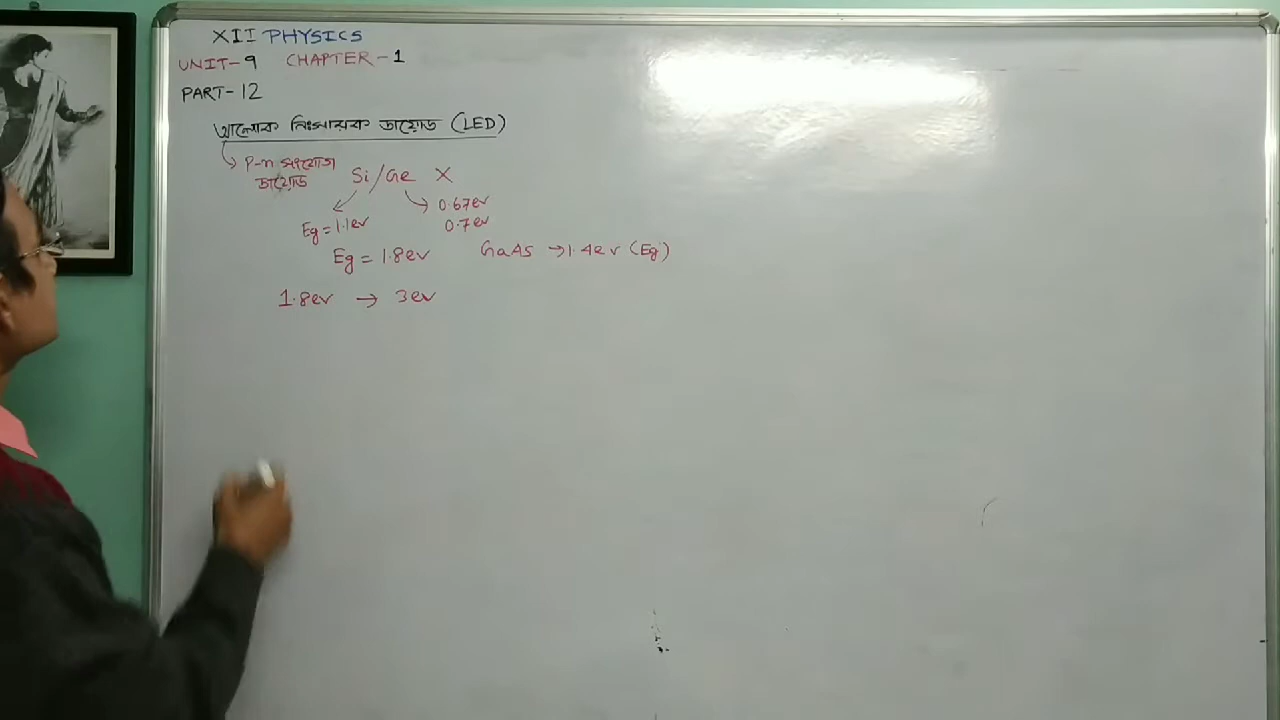 XII PHYSICS
UNIT-9 CHAPTER-1
PART-12
আলোক নিঃসারক ডায়োড (LED)
P-n সংযোগ
ডায়োড
Si/Ge X
0.67ev
Eg=1.1ev 0.7ev
Eg = 1.8ev GaAs →1.4ev (Eg)
1.8ev → 3ev